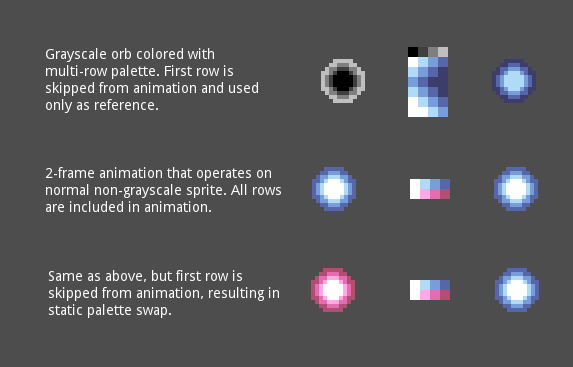 Grayscale orb colored with
multi-row palette. First row is
skipped from animation and used
only as reference.
2-frame animation that operates on
normal non-grayscale sprite. All rows
are included in animation.
Same as above, but first row is
skipped from animation, resulting in
static palette swap.